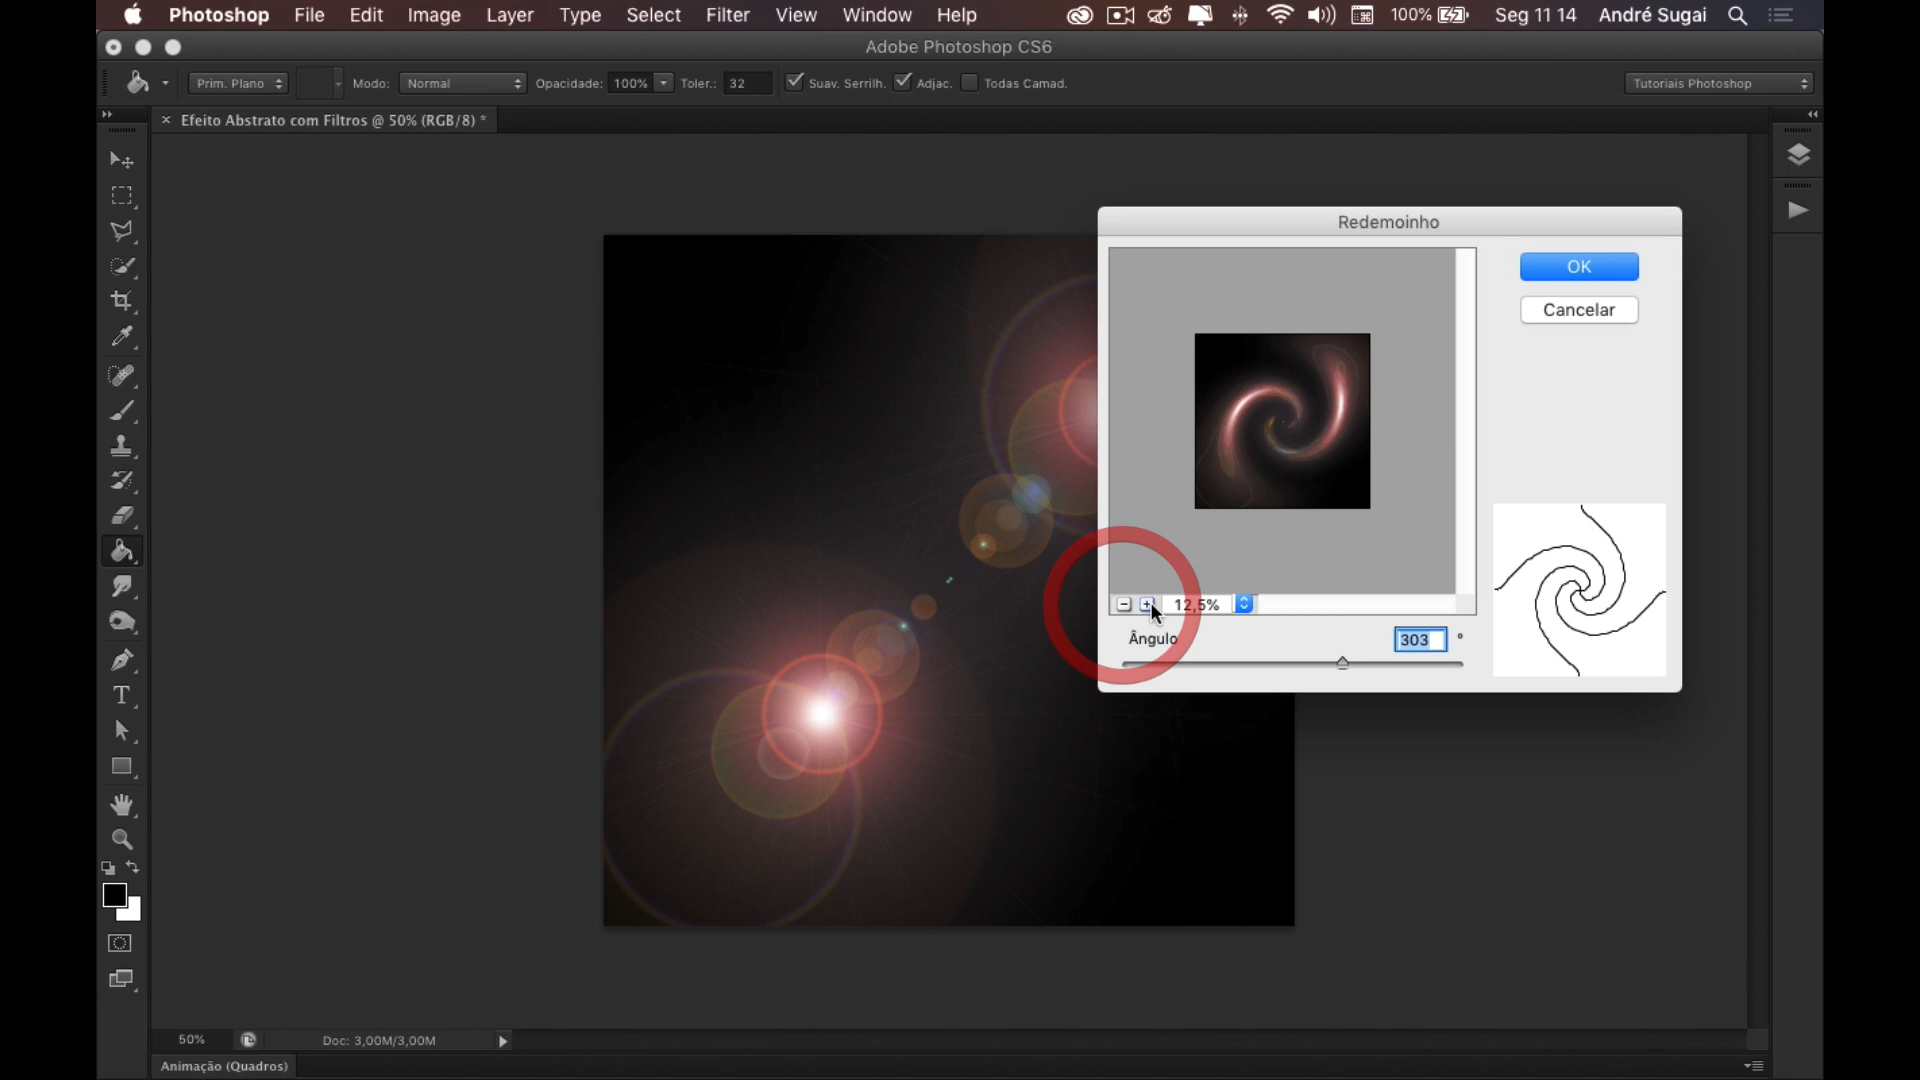 Photoshop File Edit Image Layer Type Select Filter View Window Help 100% Seg 11 14 André Sugai
Adobe Photoshop CS6
Prim. Plano Modo: Normal Opacidade: 100% Toler.: 32 Suav. Serrilh. Adjac. Todas Camad. Tutoriais Photoshop
× Efeito Abstrato com Filtros @ 50% (RGB/8) *
Redemoinho
OK
Cancelar
12,5%
Ângulo 303 °
T
50% Doc: 3,00M/3,00M
Animação (Quadros)